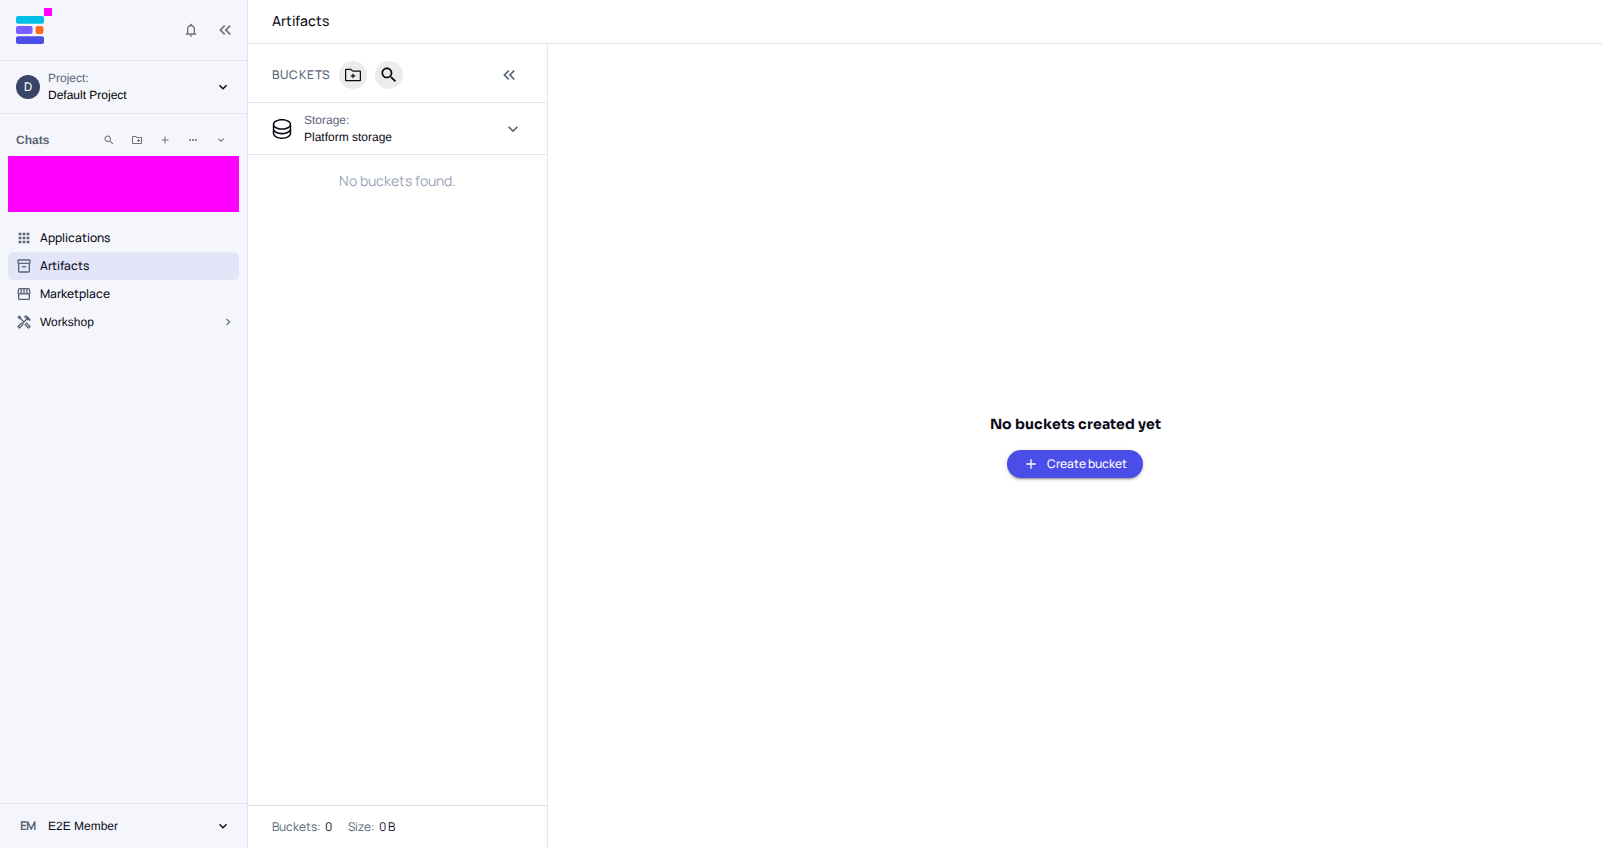 Artifacts
Project:
Default Project
Chats
Applications
Artifacts
Marketplace
Workshop
EM E2E Member
BUCKETS
Storage:
Platform storage
No buckets found.
Buckets: 0 Size: 0 B
No buckets created yet
Create bucket
D